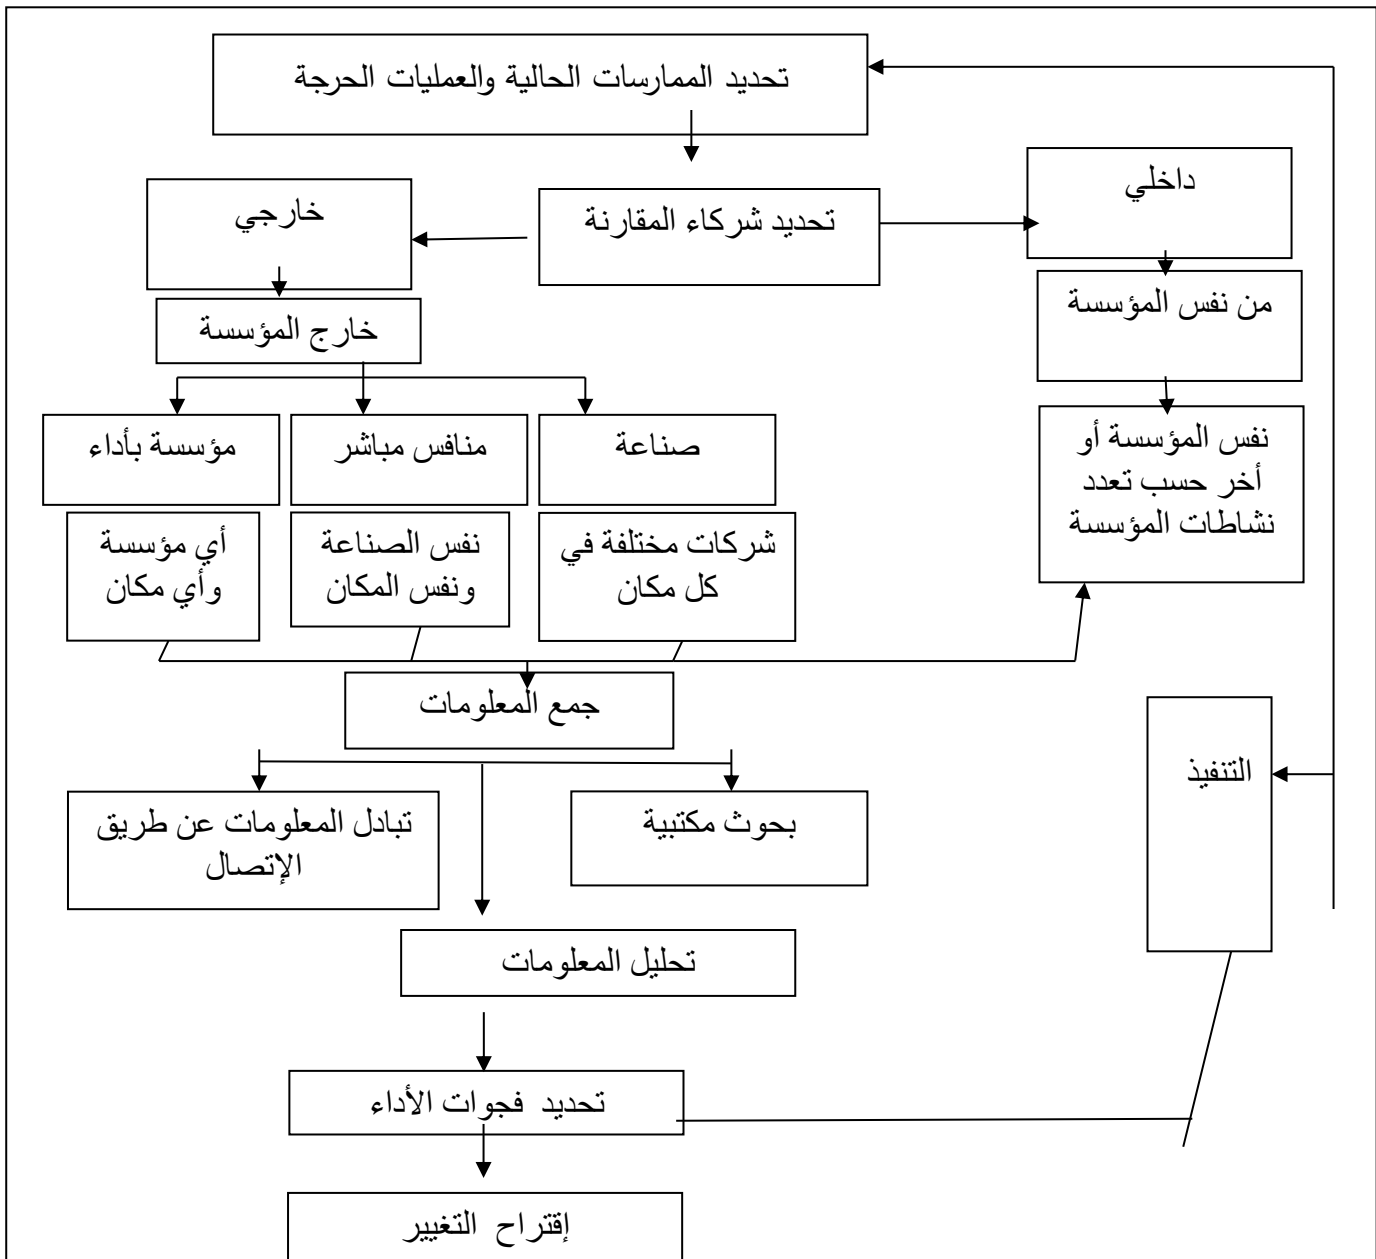 تحديد الممارسات الحالية والعمليات الحرجة
داخلي
تحديد شركاء المقارنة
خارجي
من نفس المؤسسة
خارج المؤسسة
نفس المؤسسة أو
أخر حسب تعدد
نشاطات المؤسسة
صناعة
منافس مباشر
مؤسسة بأداء
شركات مختلفة في
كل مكان
نفس الصناعة
ونفس المكان
أي مؤسسة
وأي مكان
جمع المعلومات
التنفيذ
بحوث مكتبية
تبادل المعلومات عن طريق
الإتصال
تحليل المعلومات
تحديد فجوات الأداء
إقتراح التغيير